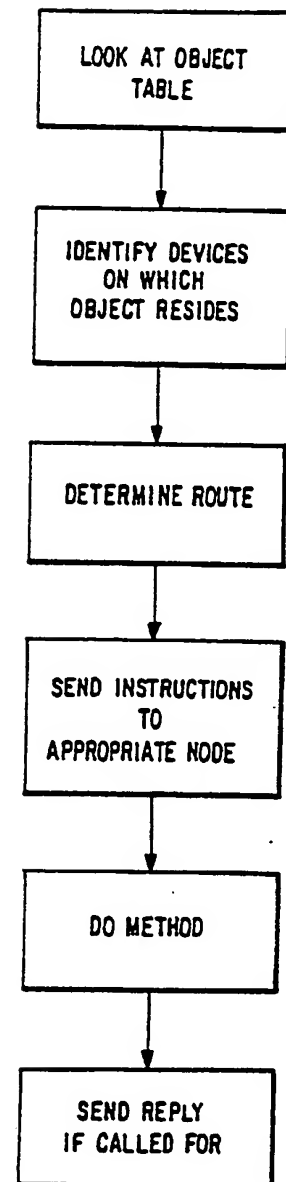 LOOK AT OBJECT
TABLE
IDENTIFY DEVICES
ON WHICH
OBJECT RESIDES
DETERMINE ROUTE
SEND INSTRUCTIONS
TO
APPROPRIATE NODE
DO METHOD
SEND REPLY
IF CALLED FOR